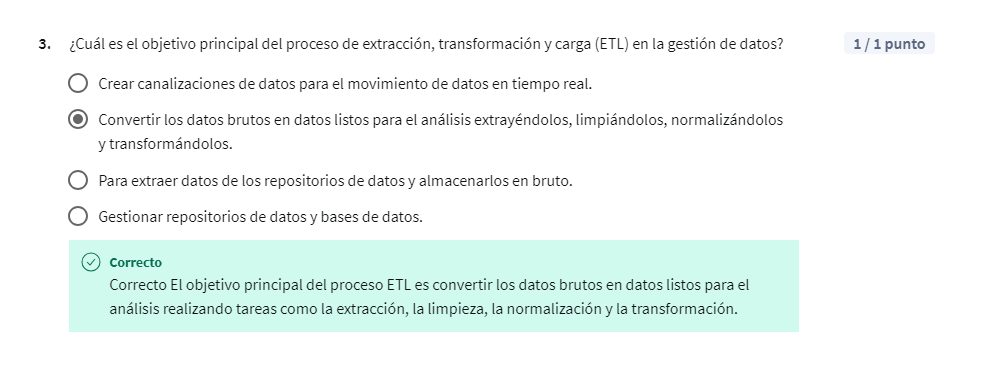 3. ¿Cuál es el objetivo principal del proceso de extracción, transformación y carga (ETL) en la gestión de datos? 1 / 1 punto
Crear canalizaciones de datos para el movimiento de datos en tiempo real.
Convertir los datos brutos en datos listos para el análisis extrayéndolos, limpiándolos, normalizándolos
y transformándolos.
Para extraer datos de los repositorios de datos y almacenarlos en bruto.
Gestionar repositorios de datos y bases de datos.
Correcto
Correcto El objetivo principal del proceso ETL es convertir los datos brutos en datos listos para el
análisis realizando tareas como la extracción, la limpieza, la normalización y la transformación.